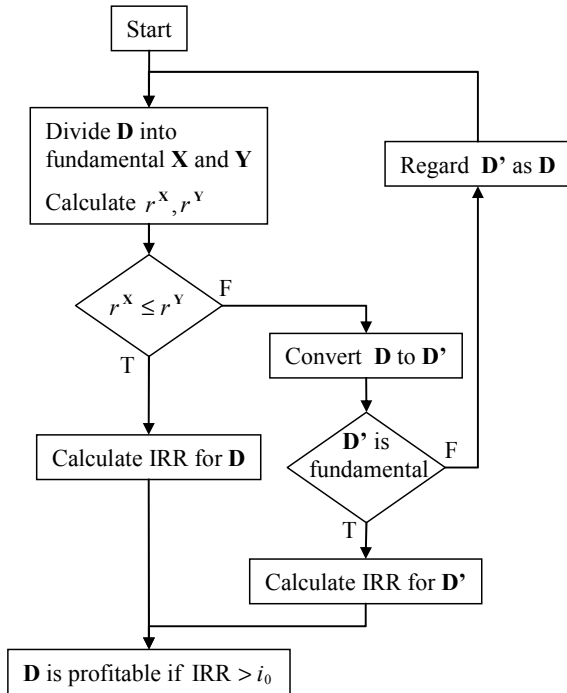 Start
Divide D into
fundamental X and Y
Calculate r^X, r^Y
Regard D’ as D
r^X ≤ r^Y
F
T
Convert D to D’
D’ is
fundamental
F
T
Calculate IRR for D
Calculate IRR for D’
D is profitable if IRR > i₀